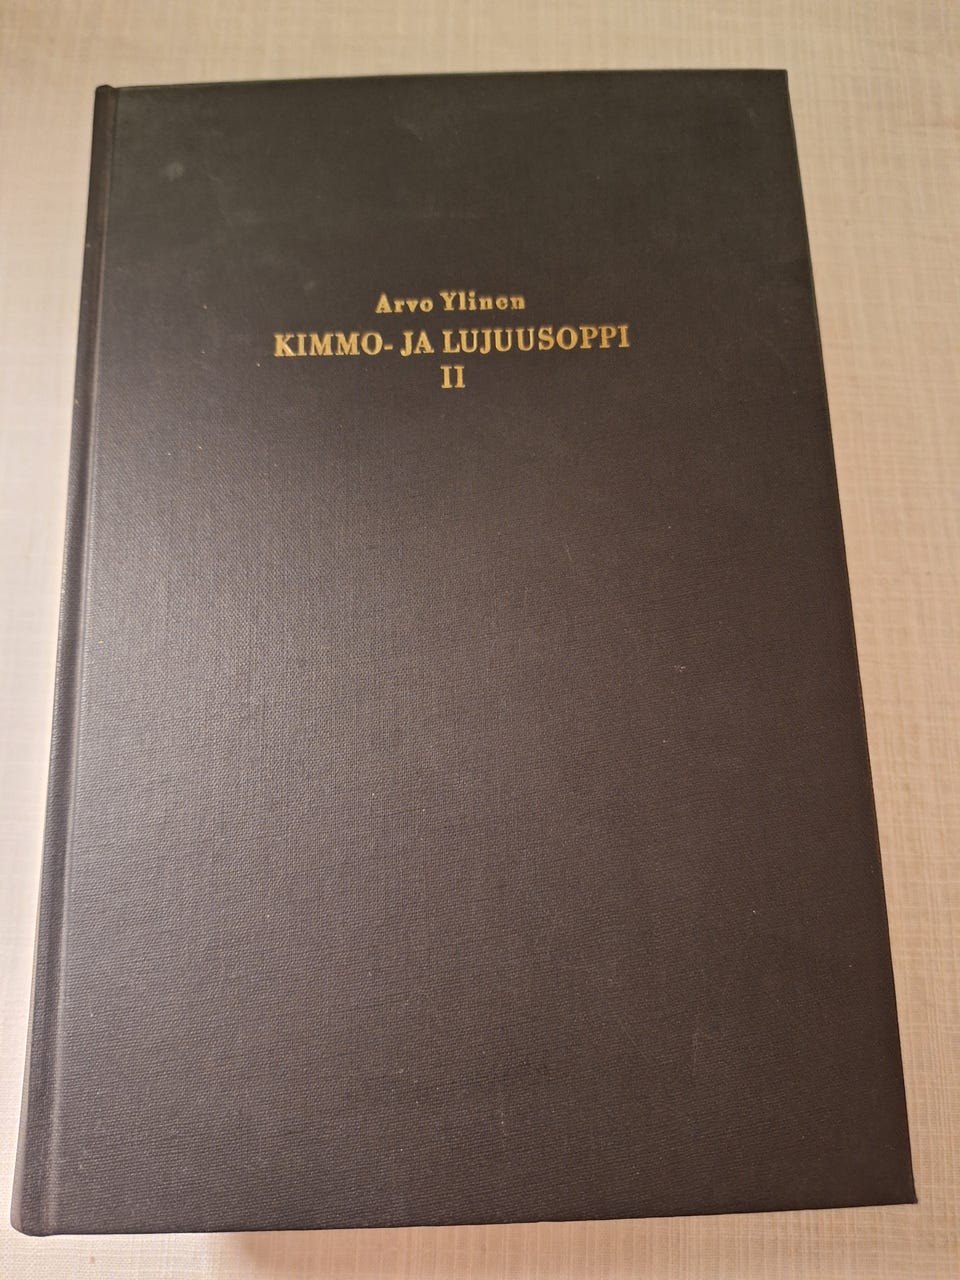 Arvo Ylinen
KIMMO- JA LUJUUSOPPI
II